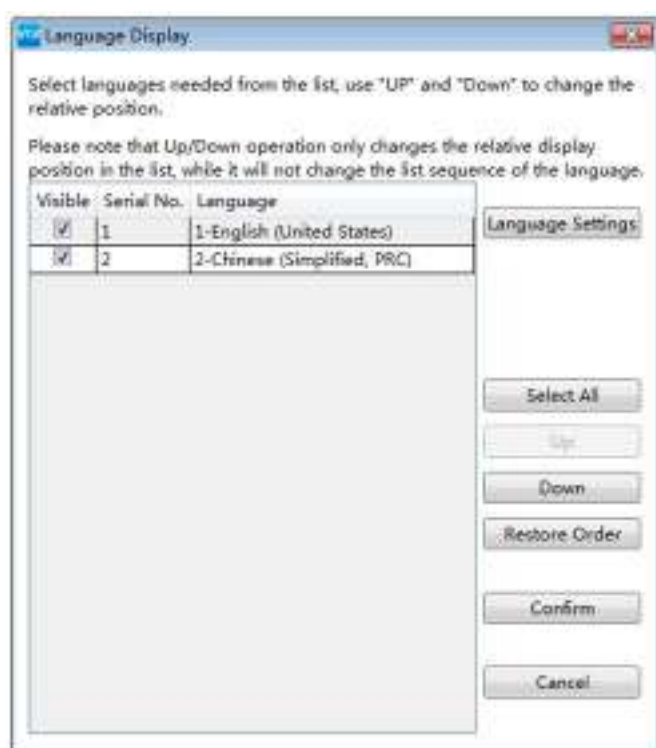 Language Display
Select languages needed from the list, use "UP" and "Down" to change the
relative position.
Please note that Up/Down operation only changes the relative display
position in the list, while it will not change the list sequence of the language.
Visible Serial No. Language
1 1-English (United States)
2 2-Chinese (Simplified, PRC)
Language Settings
Select All
Up
Down
Restore Order
Confirm
Cancel